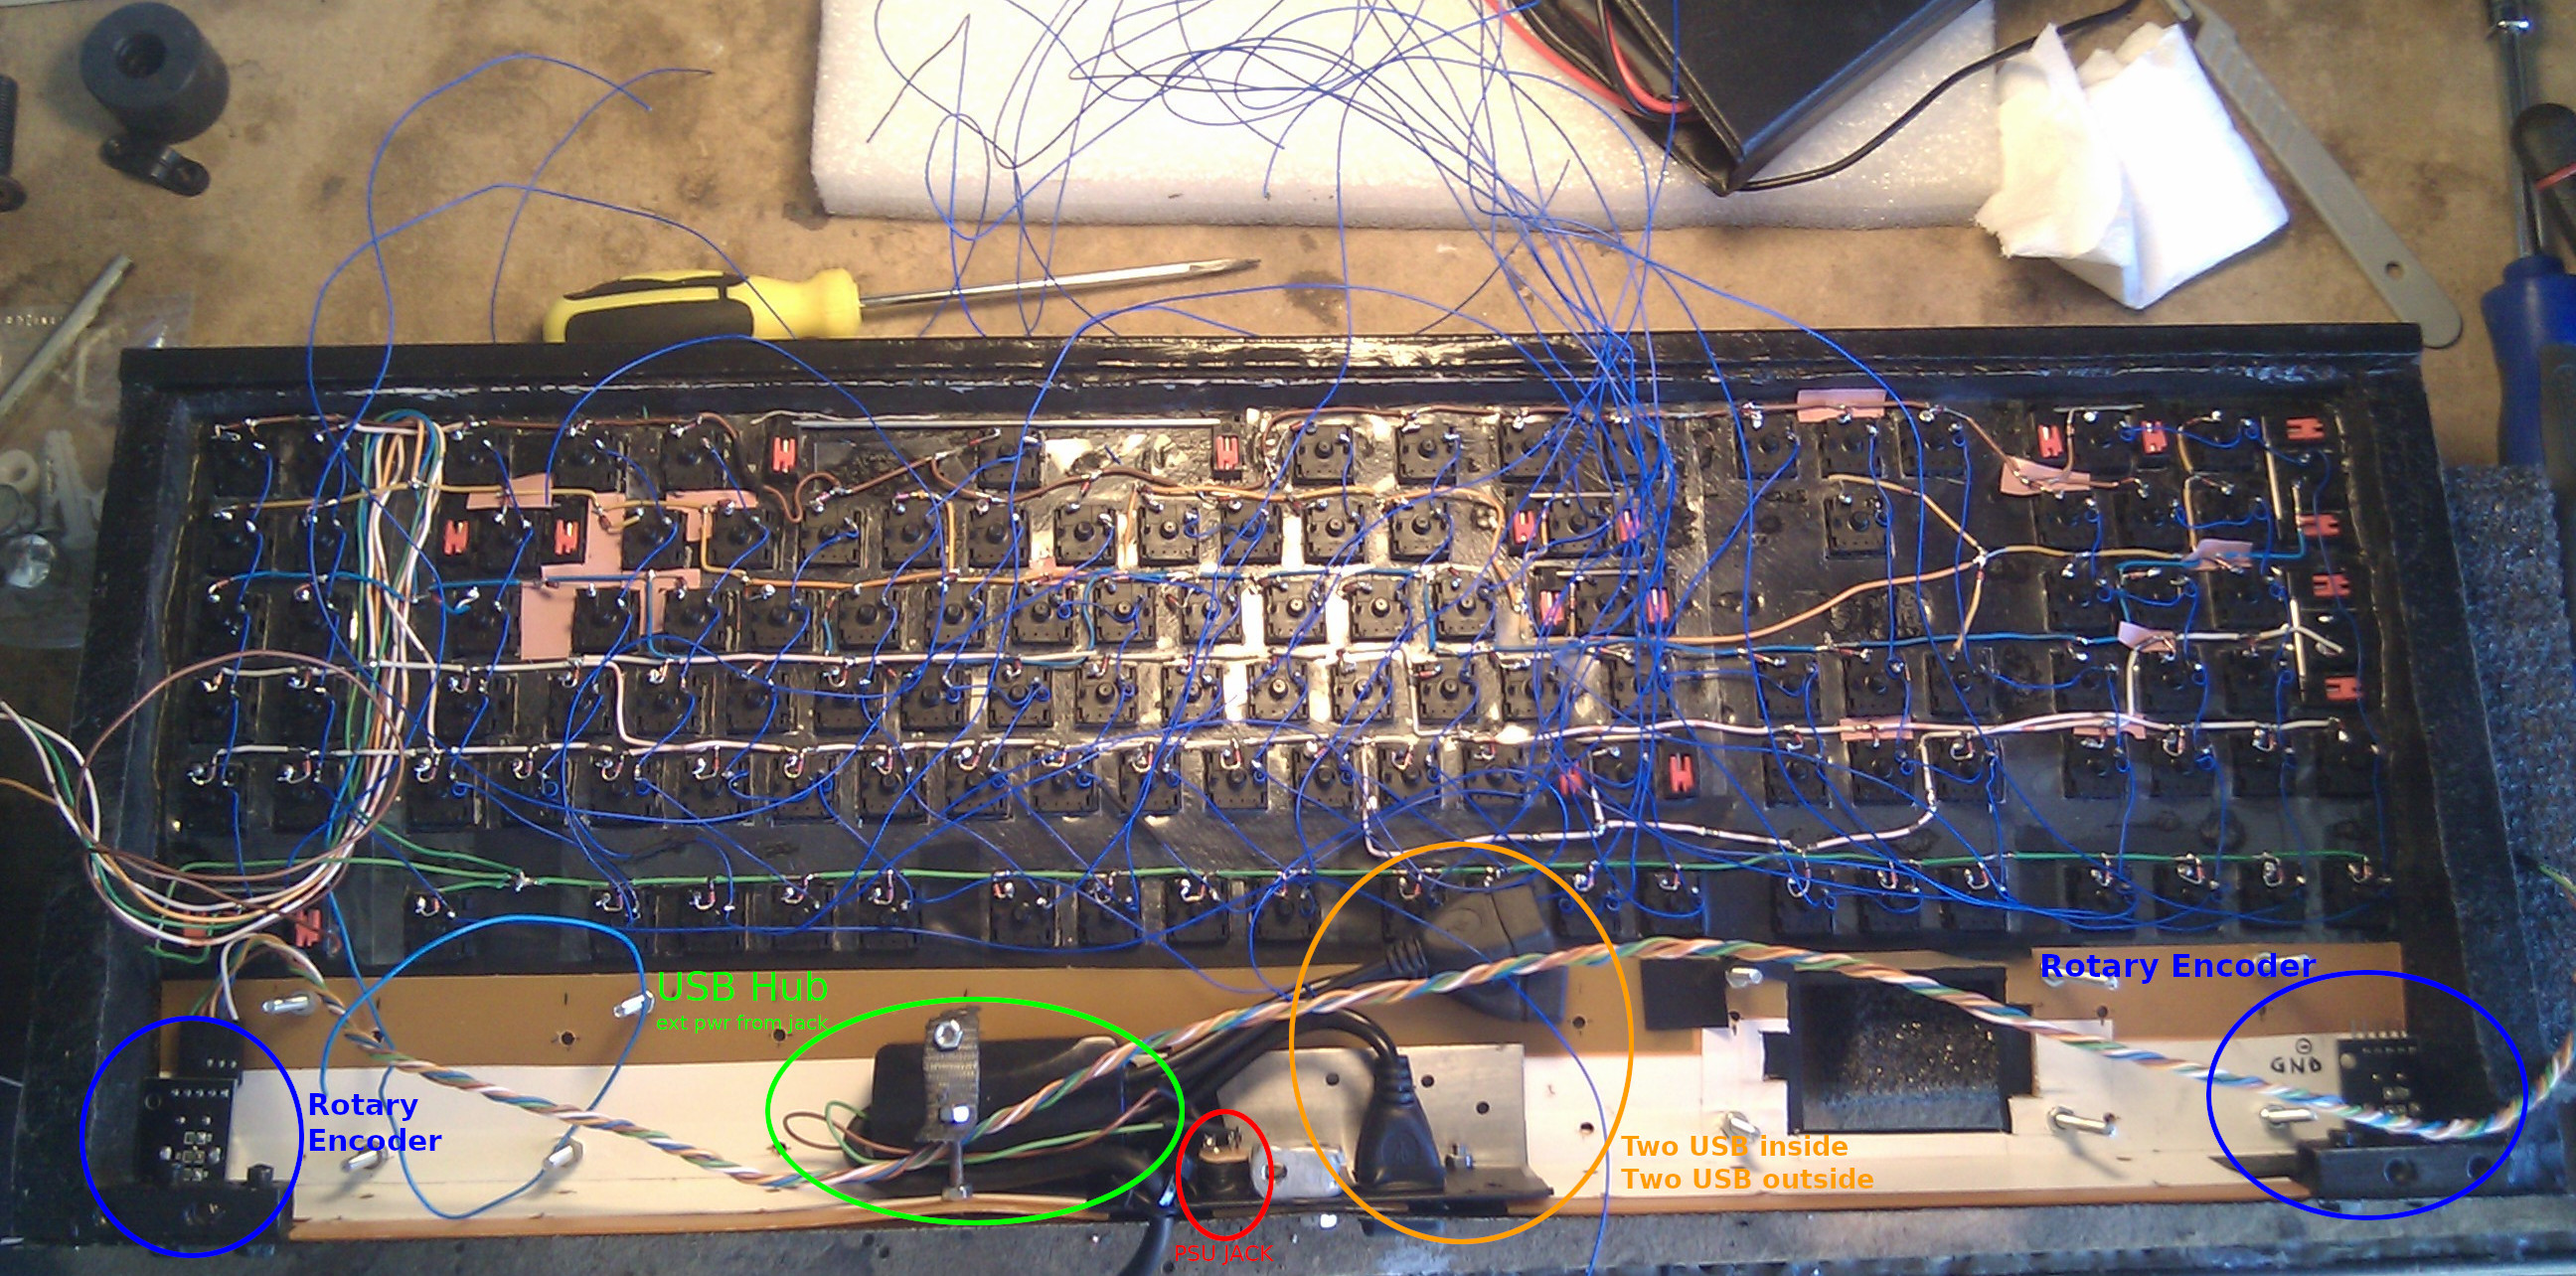 USB Hub
ext pwr from jack
Rotary Encoder
GND
Rotary
Encoder
Two USB inside
Two USB outside
PSU JACK